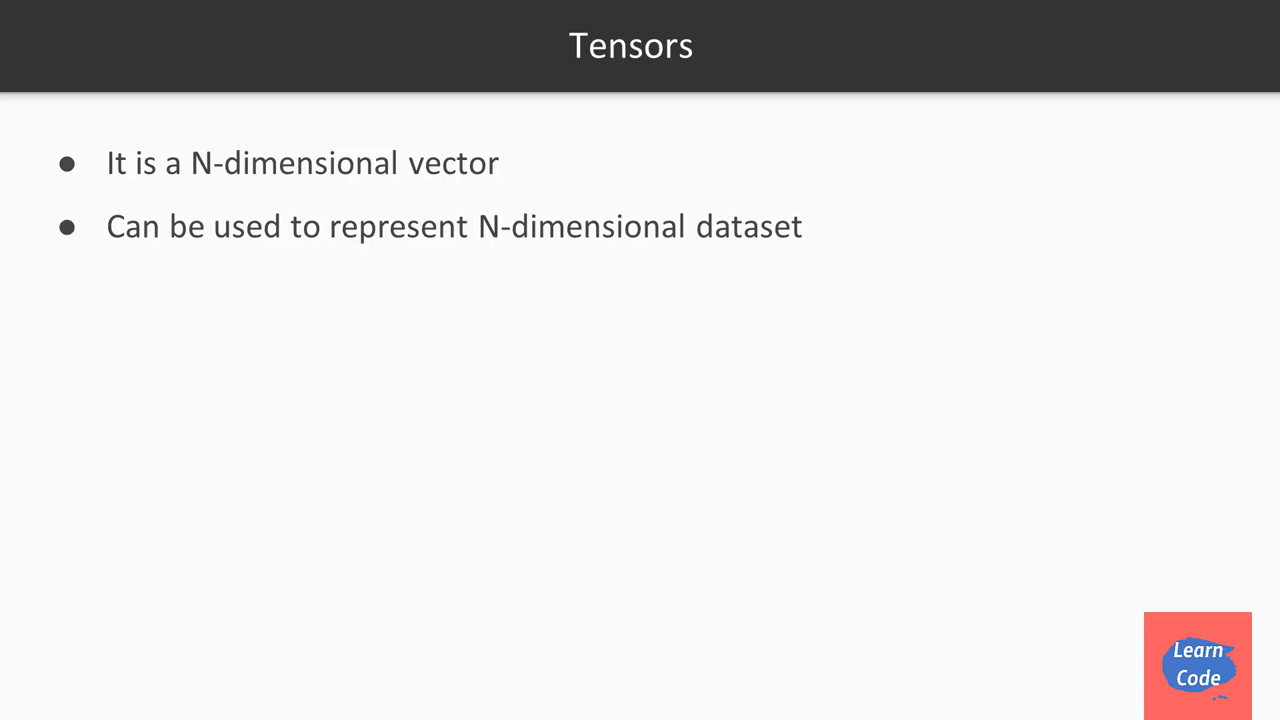 Tensors
● It is a N-dimensional vector
● Can be used to represent N-dimensional dataset
Learn
Code